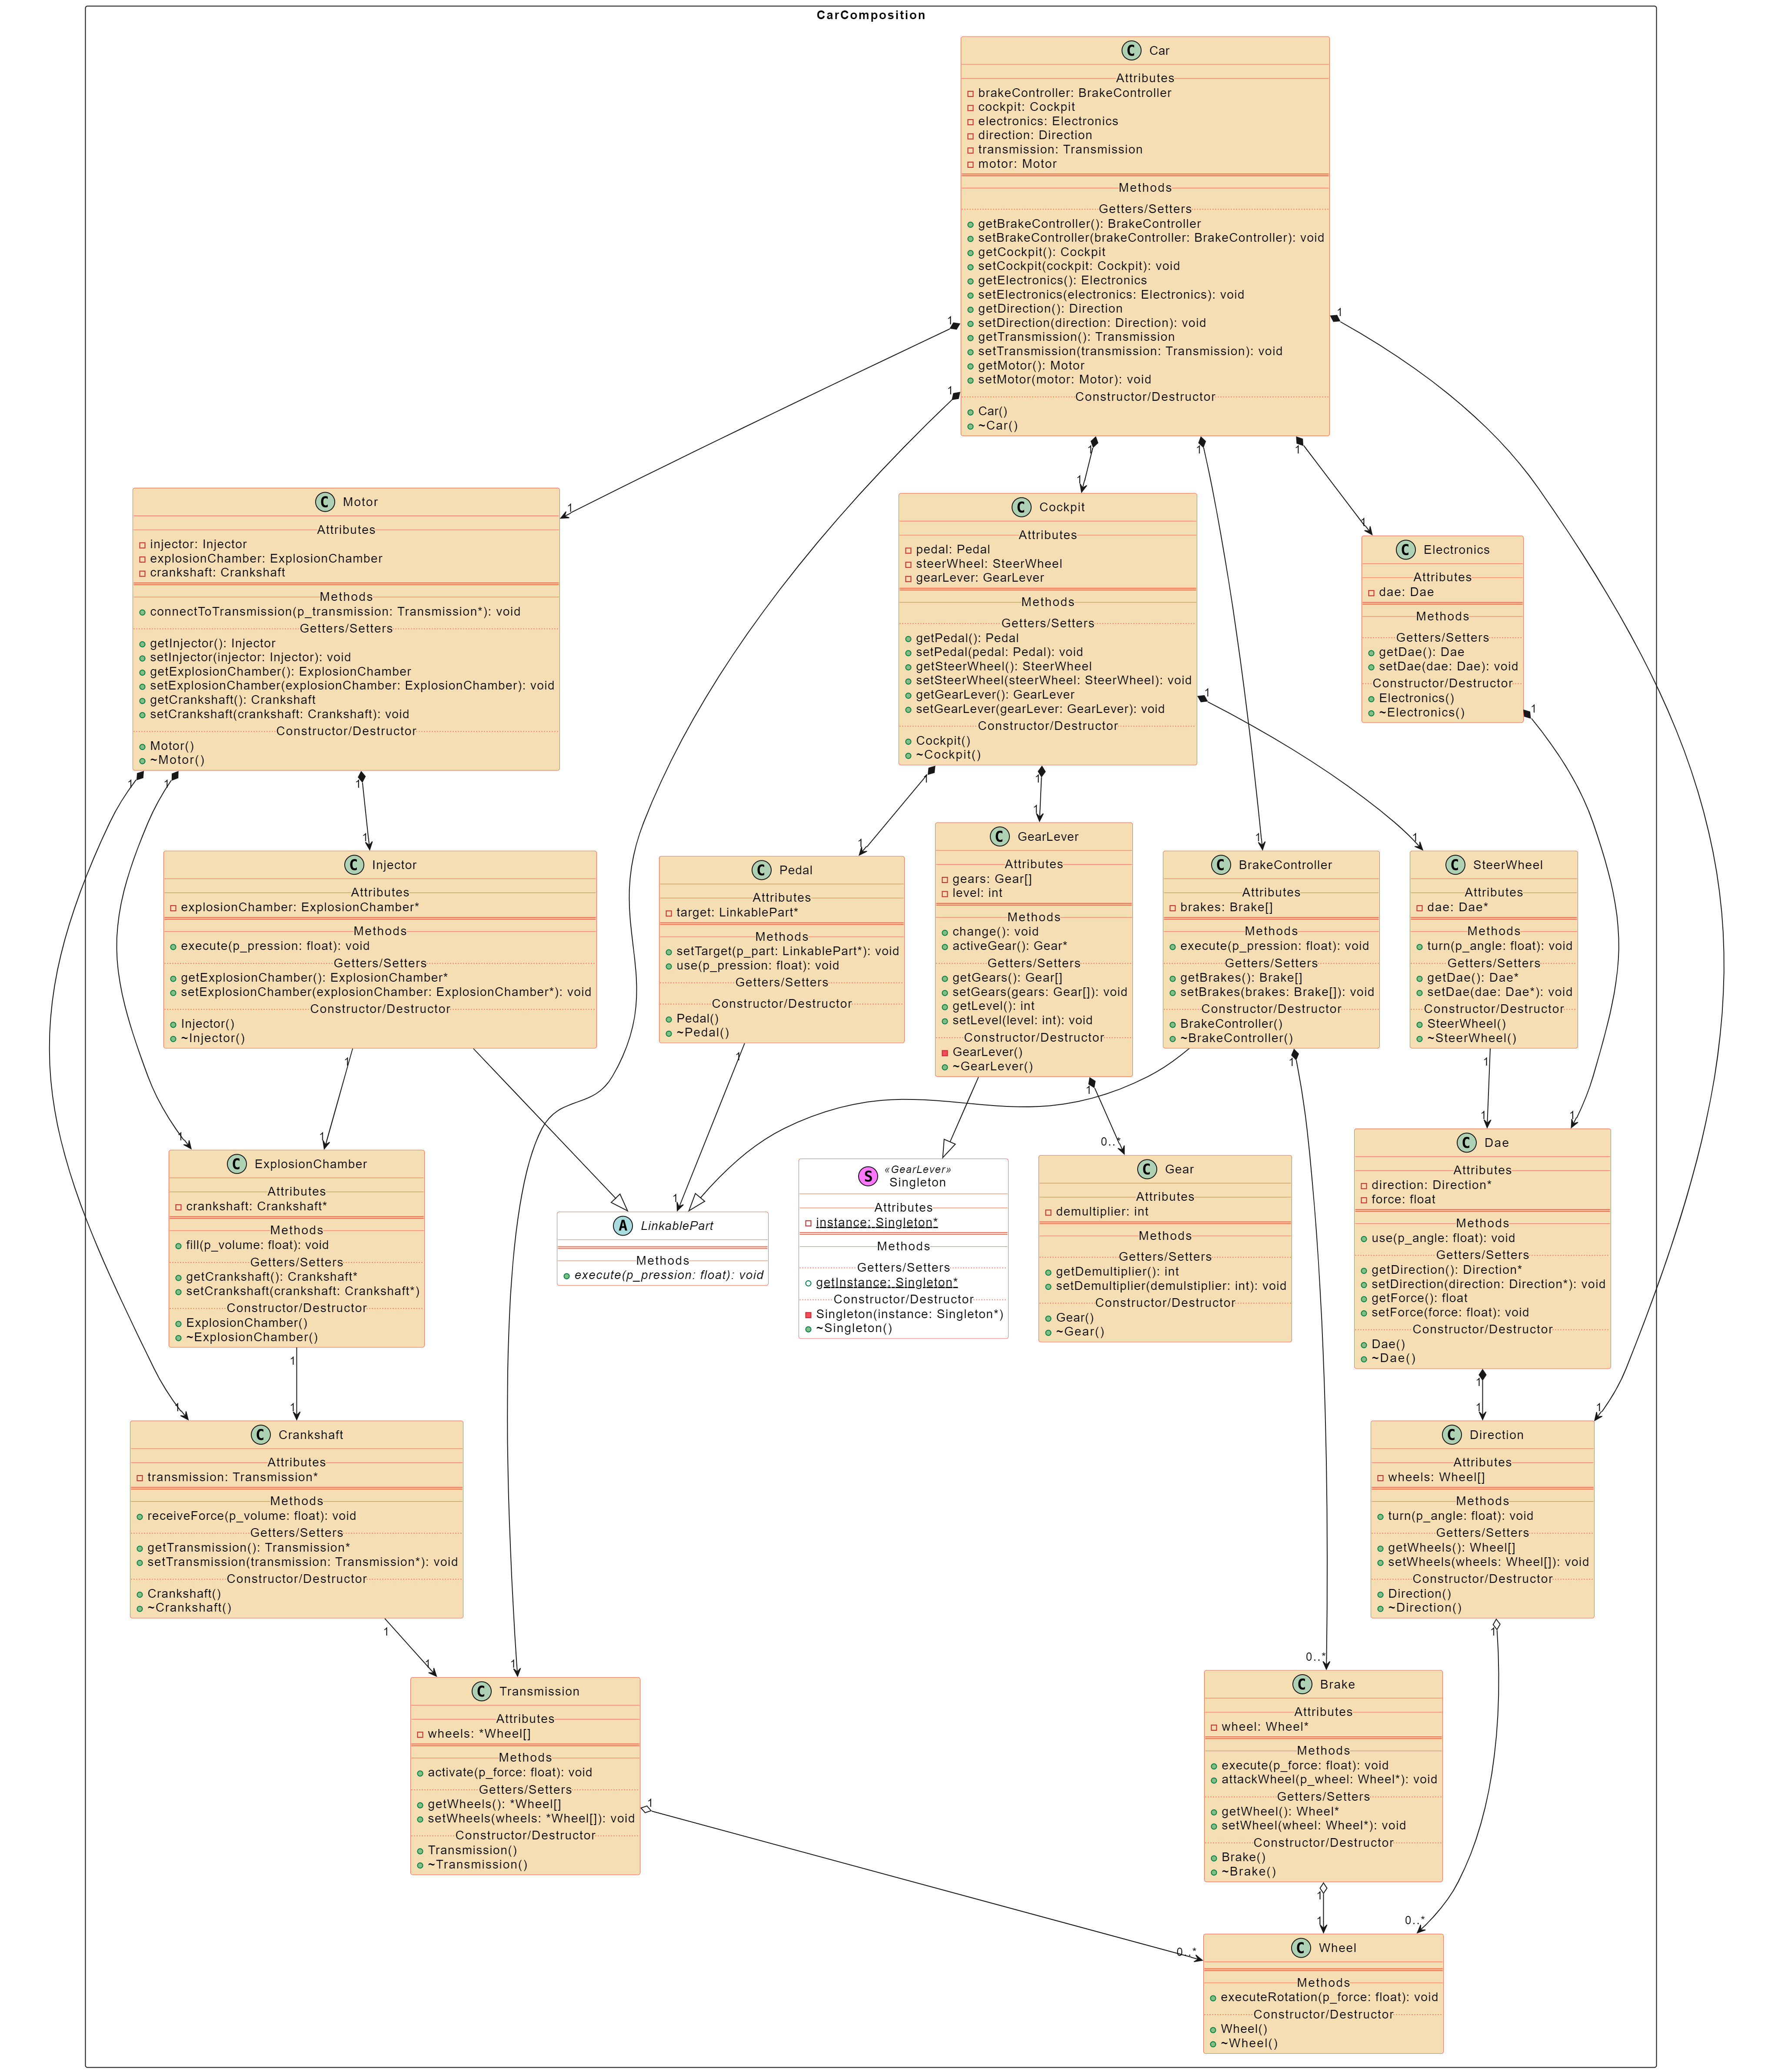 CarComposition
C Car
Attributes
brakeController: BrakeController
cockpit: Cockpit
electronics: Electronics
direction: Direction
transmission: Transmission
motor: Motor
Methods
Getters/Setters
getBrakeController(): BrakeController
setBrakeController(brakeController: BrakeController): void
getCockpit(): Cockpit
setCockpit(cockpit: Cockpit): void
getElectronics(): Electronics
setElectronics(electronics: Electronics): void
getDirection(): Direction
setDirection(direction: Direction): void
getTransmission(): Transmission
setTransmission(transmission: Transmission): void
getMotor(): Motor
setMotor(motor: Motor): void
Constructor/Destructor
Car()
~Car()
1
1
1
1
1
1
C Motor
Attributes
injector: Injector
explosionChamber: ExplosionChamber
crankshaft: Crankshaft
Methods
connectToTransmission(p_transmission: Transmission*): void
Getters/Setters
getInjector(): Injector
setInjector(injector: Injector): void
getExplosionChamber(): ExplosionChamber
setExplosionChamber(explosionChamber: ExplosionChamber): void
getCrankshaft(): Crankshaft
setCrankshaft(crankshaft: Crankshaft): void
Constructor/Destructor
Motor()
~Motor()
1
1
1
1
C Cockpit
Attributes
pedal: Pedal
steerWheel: SteerWheel
gearLever: GearLever
Methods
Getters/Setters
getPedal(): Pedal
setPedal(pedal: Pedal): void
getSteerWheel(): SteerWheel
setSteerWheel(steerWheel: SteerWheel): void
getGearLever(): GearLever
setGearLever(gearLever: GearLever): void
Constructor/Destructor
Cockpit()
~Cockpit()
1
1
1
1
C Electronics
Attributes
dae: Dae
Methods
Getters/Setters
getDae(): Dae
setDae(dae: Dae): void
Constructor/Destructor
Electronics()
~Electronics()
1
1
C Injector
Attributes
explosionChamber: ExplosionChamber*
Methods
execute(p_pression: float): void
Getters/Setters
getExplosionChamber(): ExplosionChamber*
setExplosionChamber(explosionChamber: ExplosionChamber*): void
Constructor/Destructor
Injector()
~Injector()
1
1
C Pedal
Attributes
target: LinkablePart*
Methods
setTarget(p_part: LinkablePart*): void
use(p_pression: float): void
Getters/Setters
Constructor/Destructor
Pedal()
~Pedal()
1
1
C GearLever
Attributes
gears: Gear[]
level: int
Methods
change(): void
activeGear(): Gear*
Getters/Setters
getGears(): Gear[]
setGears(gears: Gear[]): void
getLevel(): int
setLevel(level: int): void
Constructor/Destructor
GearLever()
~GearLever()
1
1
C BrakeController
Attributes
brakes: Brake[]
Methods
execute(p_pression: float): void
Getters/Setters
getBrakes(): Brake[]
setBrakes(brakes: Brake[]): void
Constructor/Destructor
BrakeController()
~BrakeController()
1
1
C SteerWheel
Attributes
dae: Dae*
Methods
turn(p_angle: float): void
Getters/Setters
getDae(): Dae*
setDae(dae: Dae*): void
Constructor/Destructor
SteerWheel()
~SteerWheel()
1
1
C ExplosionChamber
Attributes
crankshaft: Crankshaft*
Methods
fill(p_volume: float): void
Getters/Setters
getCrankshaft(): Crankshaft*
setCrankshaft(crankshaft: Crankshaft*)
Constructor/Destructor
ExplosionChamber()
~ExplosionChamber()
1
1
1
A LinkablePart
Methods
execute(p_pression: float): void
1
«GearLever»
S Singleton
Attributes
instance: Singleton*
Methods
Getters/Setters
getInstance: Singleton*
Constructor/Destructor
Singleton(instance: Singleton*)
~Singleton()
C Gear
Attributes
demultiplier: int
Methods
Getters/Setters
getDemultiplier(): int
setDemultiplier(demulstiplier: int): void
Constructor/Destructor
Gear()
~Gear()
0..*
C Dae
Attributes
direction: Direction*
force: float
Methods
use(p_angle: float): void
Getters/Setters
getDirection(): Direction*
setDirection(direction: Direction*): void
getForce(): float
setForce(force: float): void
Constructor/Destructor
Dae()
~Dae()
1
1
1
C Crankshaft
Attributes
transmission: Transmission*
Methods
receiveForce(p_volume: float): void
Getters/Setters
getTransmission(): Transmission*
setTransmission(transmission: Transmission*): void
Constructor/Destructor
Crankshaft()
~Crankshaft()
1
1
1
C Direction
Attributes
wheels: Wheel[]
Methods
turn(p_angle: float): void
Getters/Setters
getWheels(): Wheel[]
setWheels(wheels: Wheel[]): void
Constructor/Destructor
Direction()
~Direction()
1
1
1
C Transmission
Attributes
wheels: *Wheel[]
Methods
activate(p_force: float): void
Getters/Setters
getWheels(): *Wheel[]
setWheels(wheels: *Wheel[]): void
Constructor/Destructor
Transmission()
~Transmission()
1
1
1
C Brake
Attributes
wheel: Wheel*
Methods
execute(p_force: float): void
attackWheel(p_wheel: Wheel*): void
Getters/Setters
getWheel(): Wheel*
setWheel(wheel: Wheel*): void
Constructor/Destructor
Brake()
~Brake()
0..*
1
C Wheel
Methods
executeRotation(p_force: float): void
Constructor/Destructor
Wheel()
~Wheel()
1
0..*
0..*